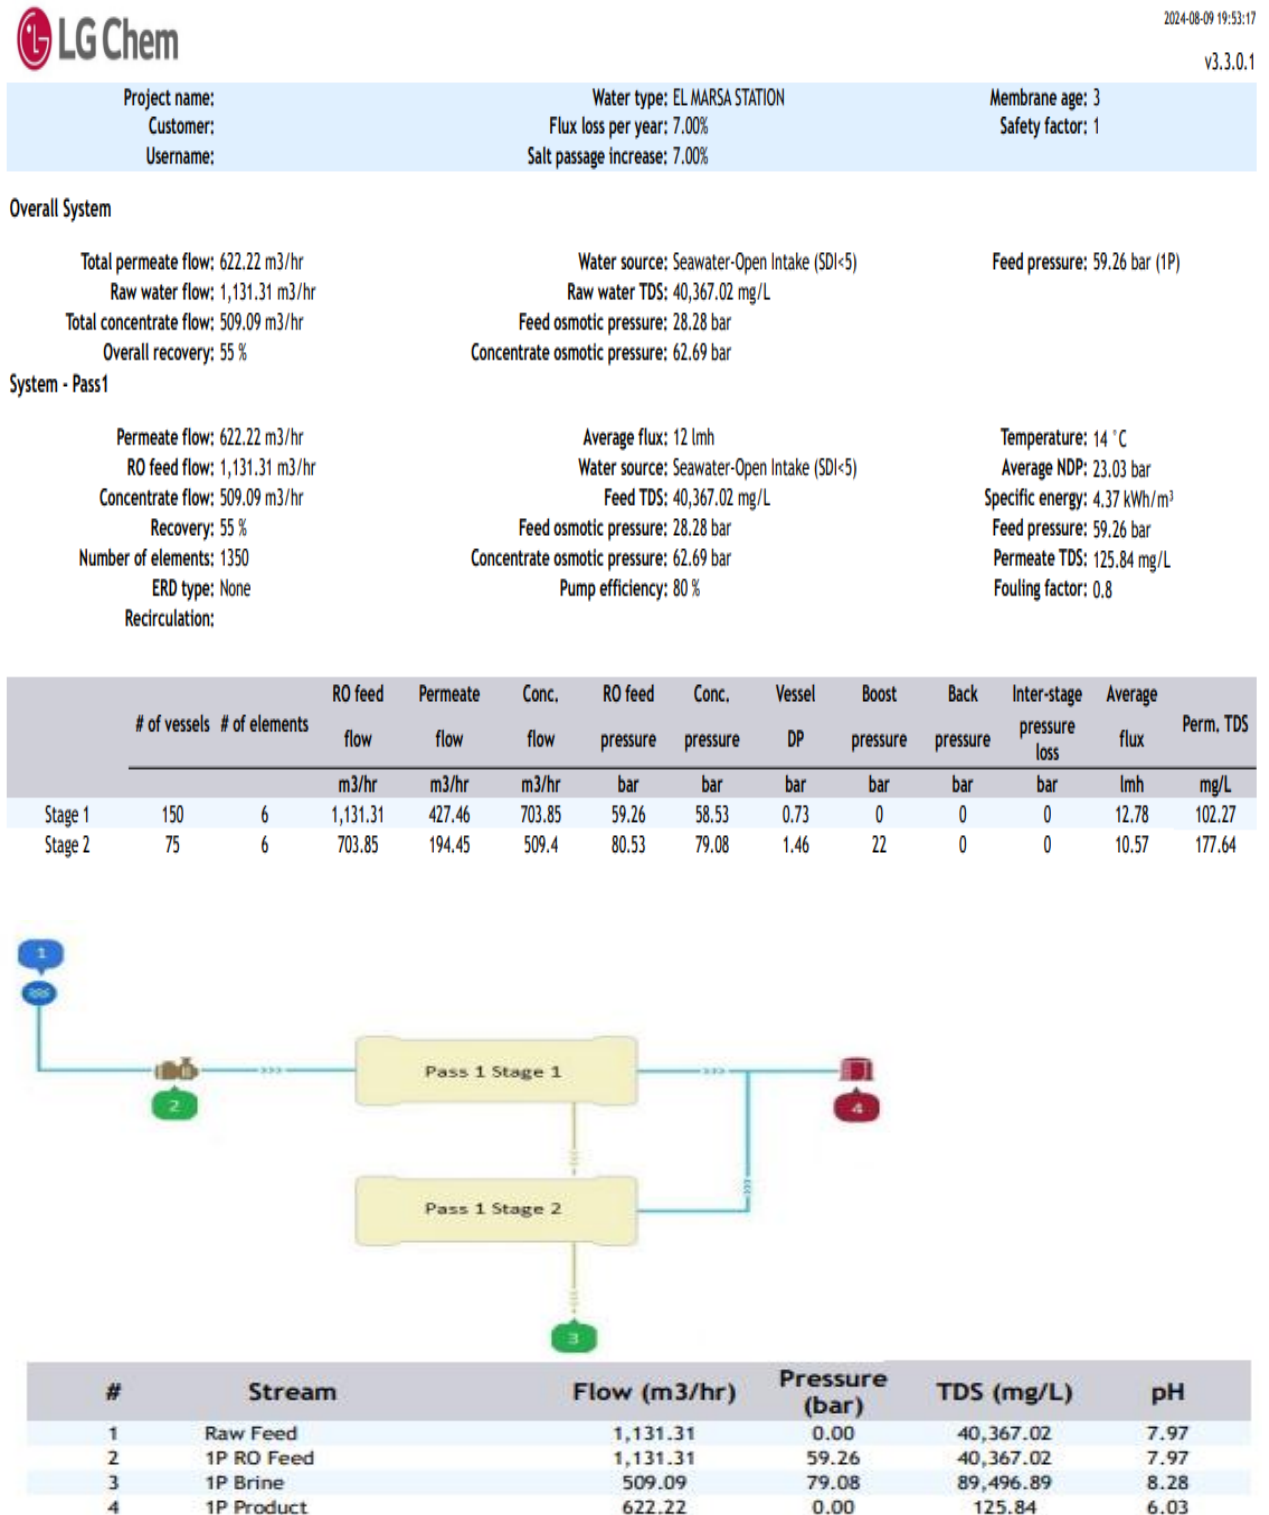 LG Chem
2024-08-09 19:53:17
v3.3.0.1
Project name: Water type: EL MARSA STATION Membrane age: 3
Customer: Flux loss per year: 7.00% Safety factor: 1
Username: Salt passage increase: 7.00%
Overall System
Total permeate flow: 622.22 m3/hr Water source: Seawater-Open Intake (SDI<5) Feed pressure: 59.26 bar (1P)
Raw water flow: 1,131.31 m3/hr Raw water TDS: 40,367.02 mg/L
Total concentrate flow: 509.09 m3/hr Feed osmotic pressure: 28.28 bar
Overall recovery: 55 % Concentrate osmotic pressure: 62.69 bar
System - Pass1
Permeate flow: 622.22 m3/hr Average flux: 12 lmh Temperature: 14 °C
RO feed flow: 1,131.31 m3/hr Water source: Seawater-Open Intake (SDI<5) Average NDP: 23.03 bar
Concentrate flow: 509.09 m3/hr Feed TDS: 40,367.02 mg/L Specific energy: 4.37 kWh/m³
Recovery: 55 % Feed osmotic pressure: 28.28 bar Feed pressure: 59.26 bar
Number of elements: 1350 Concentrate osmotic pressure: 62.69 bar Permeate TDS: 125.84 mg/L
ERD type: None Pump efficiency: 80 % Fouling factor: 0.8
Recirculation:
# of vessels # of elements RO feed flow Permeate flow Conc. flow RO feed pressure Conc. pressure Vessel DP Boost pressure Back pressure Inter-stage pressure loss Average flux Perm. TDS
m3/hr m3/hr m3/hr bar bar bar bar bar bar lmh mg/L
Stage 1 150 6 1,131.31 427.46 703.85 59.26 58.53 0.73 0 0 0 12.78 102.27
Stage 2 75 6 703.85 194.45 509.4 80.53 79.08 1.46 22 0 0 10.57 177.64
1
Pass 1 Stage 1
2
4
Pass 1 Stage 2
3
# Stream Flow (m3/hr) Pressure (bar) TDS (mg/L) pH
1 Raw Feed 1,131.31 0.00 40,367.02 7.97
2 1P RO Feed 1,131.31 59.26 40,367.02 7.97
3 1P Brine 509.09 79.08 89,496.89 8.28
4 1P Product 622.22 0.00 125.84 6.03